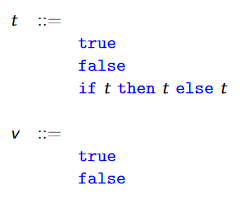 t ::=
true
false
if t then t else t
v ::=
true
false